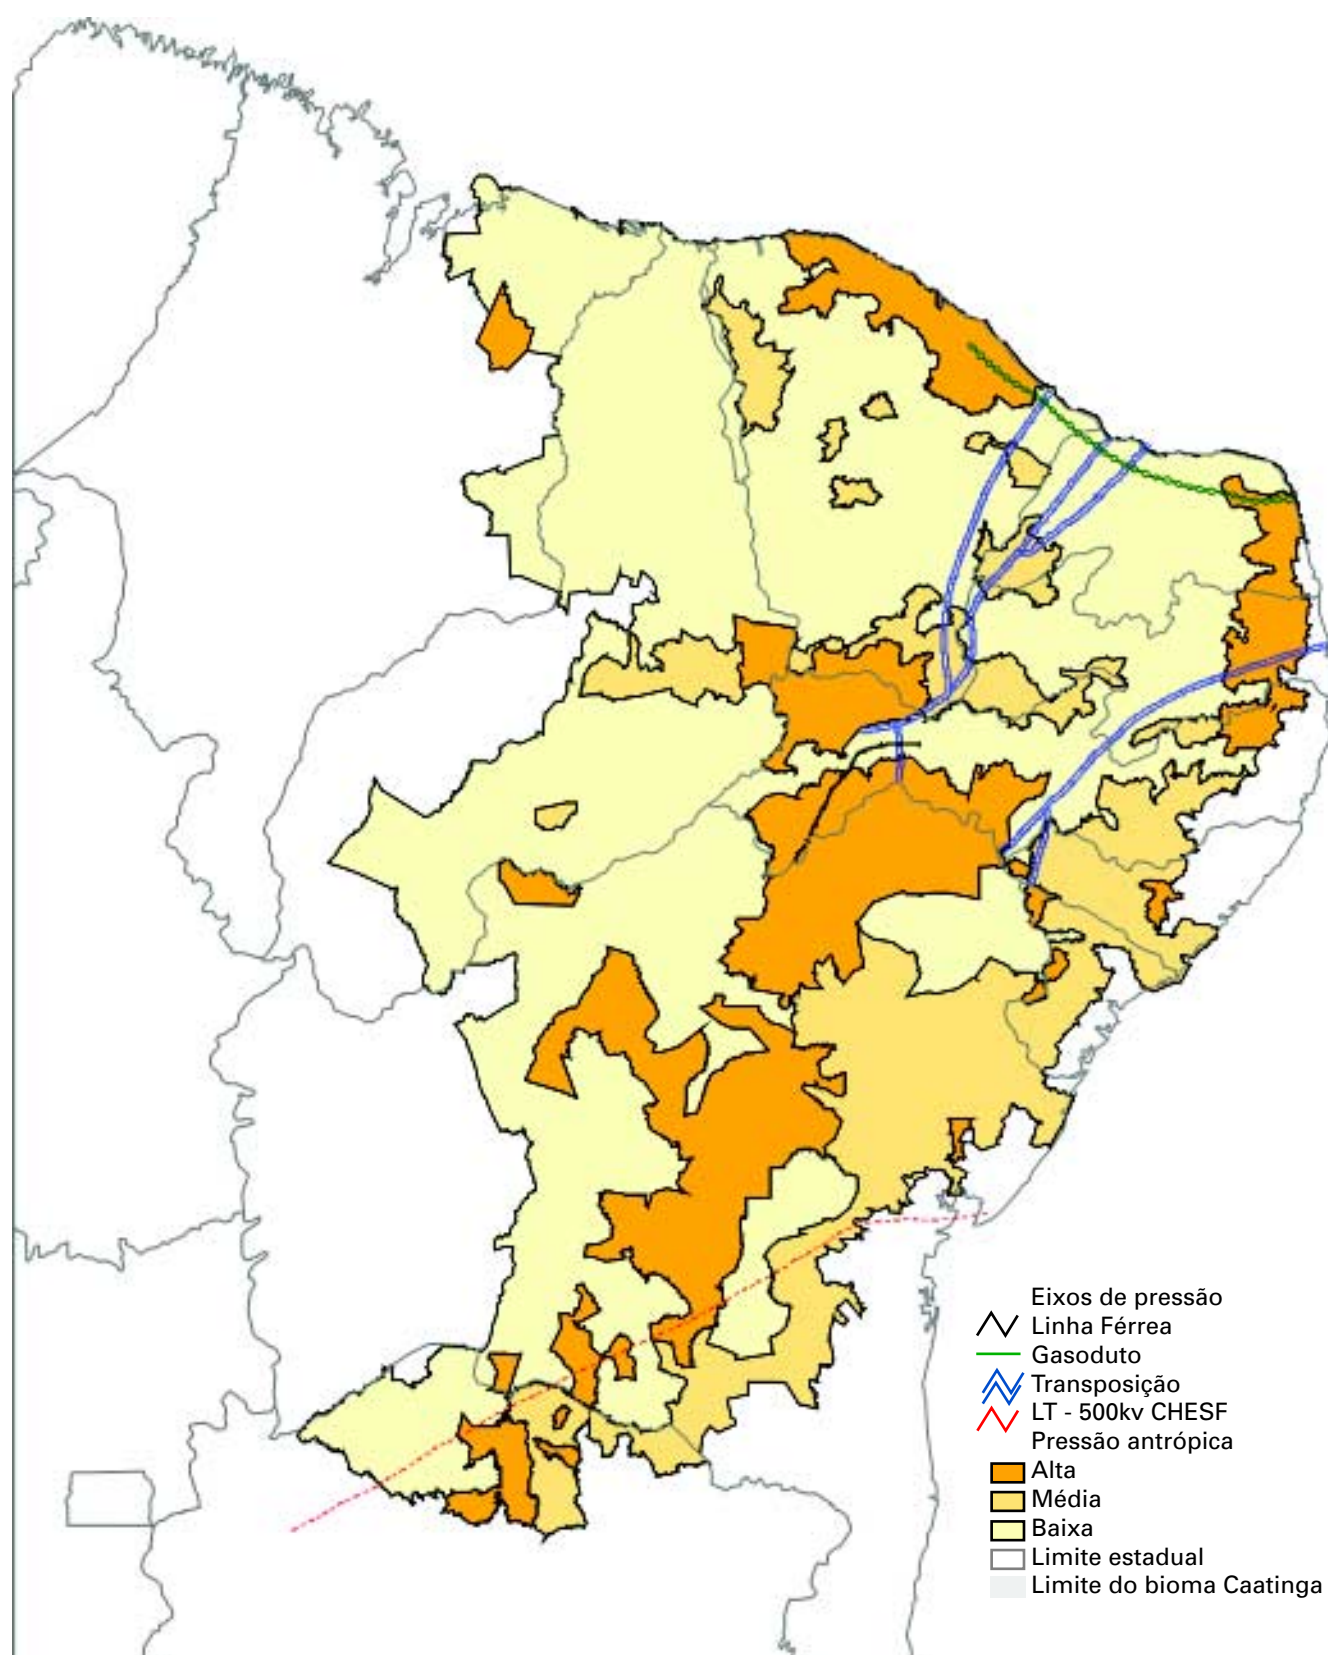 Eixos de pressão
Linha Férrea
Gasoduto
Transposição
LT - 500kv CHESF
Pressão antrópica
Alta
Média
Baixa
Limite estadual
Limite do bioma Caatinga